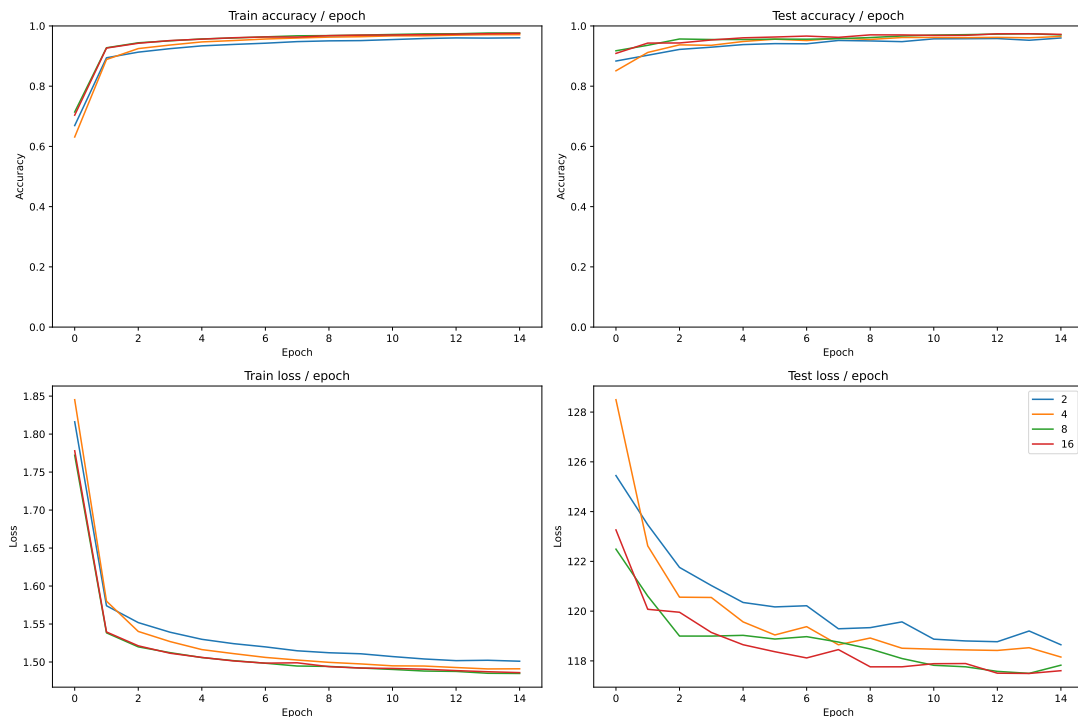 Train accuracy / epoch
1.0
0.8
0.6
0.4
0.2
0.0
Accuracy
0 2 4 6 8 10 12 14
Epoch
Test accuracy / epoch
1.0
0.8
0.6
0.4
0.2
0.0
Accuracy
0 2 4 6 8 10 12 14
Epoch
Train loss / epoch
1.85
1.80
1.75
1.70
1.65
1.60
1.55
1.50
Loss
0 2 4 6 8 10 12 14
Epoch
Test loss / epoch
128
126
124
122
120
118
Loss
0 2 4 6 8 10 12 14
Epoch
2
4
8
16